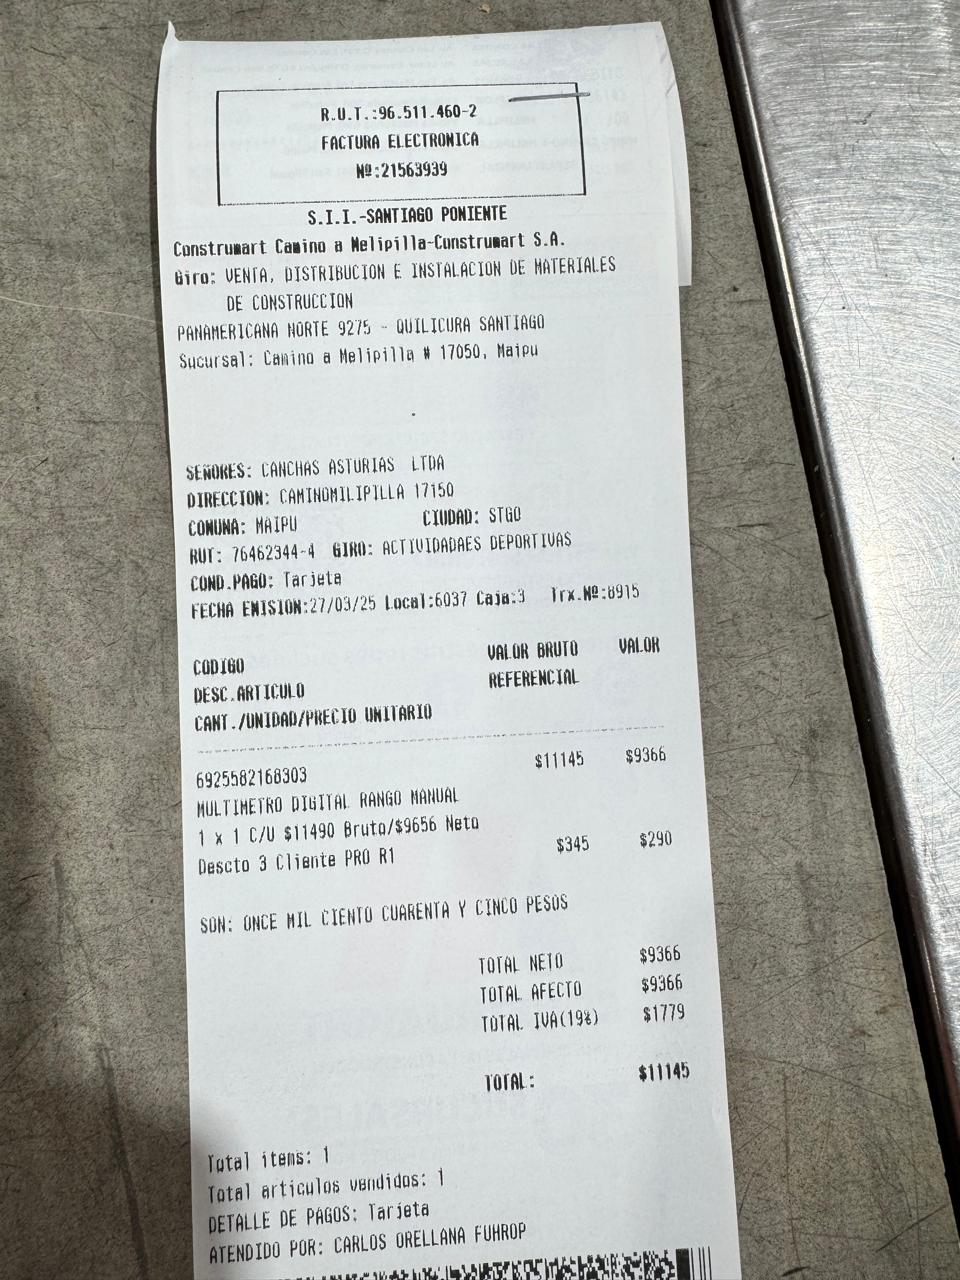 R.U.T.:96.511.460-2
FACTURA ELECTRONICA
Nº:21563939
S.I.I.-SANTIAGO PONIENTE
Construmart Camino a Melipilla-Construmart S.A.
Giro: VENTA, DISTRIBUCION E INSTALACION DE MATERIALES
DE CONSTRUCCION
PANAMERICANA NORTE 9275 - QUILICURA SANTIAGO
Sucursal: Camino a Melipilla # 17050, Maipu
SEÑORES: CANCHAS ASTURIAS LTDA
DIRECCION: CAMINOMILIPILLA 17150
COMUNA: MAIPU CIUDAD: STGO
RUT: 76462344-4 GIRO: ACTIVIDADAES DEPORTIVAS
COND.PAGO: Tarjeta
FECHA EMISION:27/03/25 Local:6037 Caja:3 Trx.Nº:8915
CODIGO VALOR BRUTO VALOR
DESC.ARTICULO REFERENCIAL
CANT./UNIDAD/PRECIO UNITARIO
6925582168303 $11145 $9366
MULTIMETRO DIGITAL RANGO MANUAL
1 x 1 C/U $11490 Bruto/$9656 Neto
Descto 3 Cliente PRO R1 $345 $290
SON: ONCE MIL CIENTO CUARENTA Y CINCO PESOS
TOTAL NETO $9366
TOTAL AFECTO $9366
TOTAL IVA(19%) $1779
TOTAL: $11145
Total items: 1
Total articulos vendidos: 1
DETALLE DE PAGOS: Tarjeta
ATENDIDO POR: CARLOS ORELLANA FUHROP